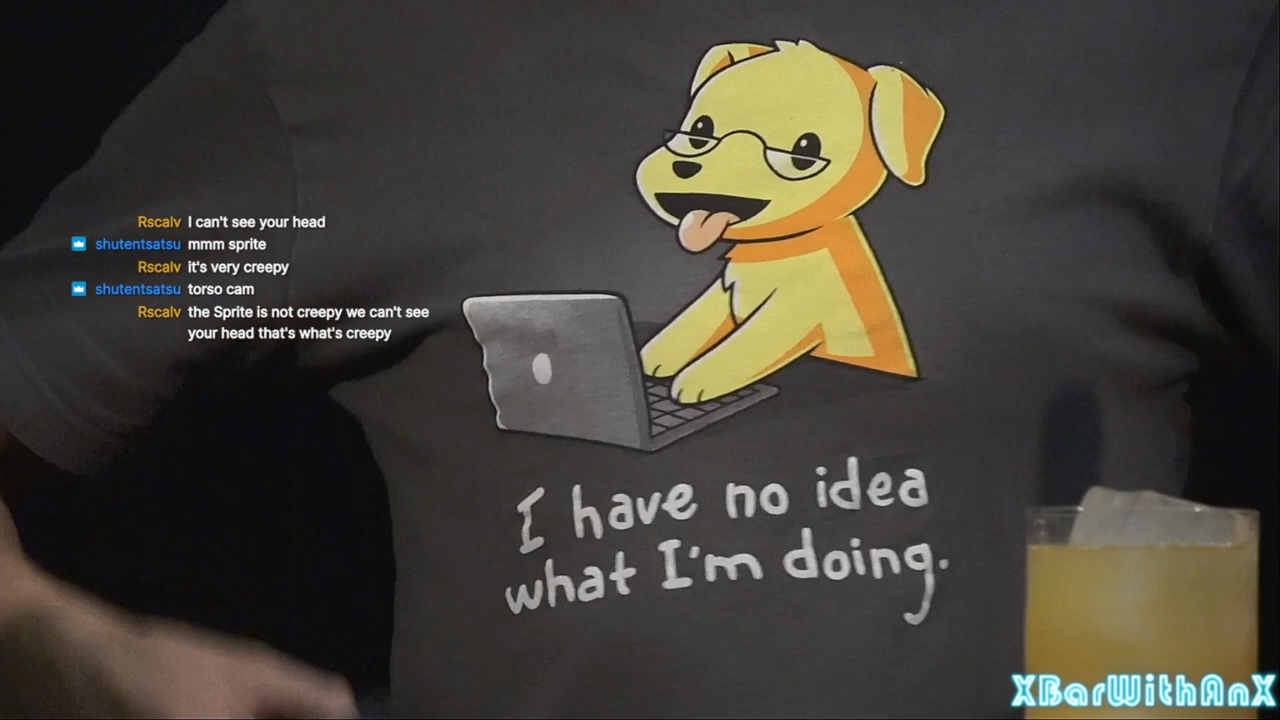 Rscalv I can't see your head
shutentsatsu mmm sprite
Rscalv it's very creepy
shutentsatsu torso cam
Rscalv the Sprite is not creepy we can't see
your head that's what's creepy
I have no idea
what I'm doing.
XBarWithAnX